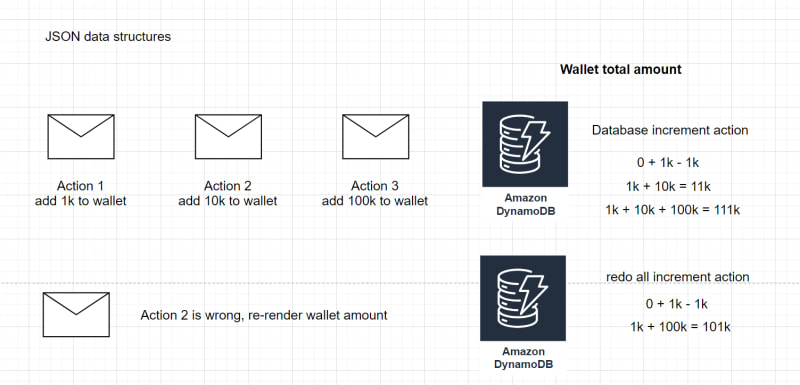 JSON data structures
Wallet total amount
Action 1
add 1k to wallet
Action 2
add 10k to wallet
Action 3
add 100k to wallet
Amazon
DynamoDB
Database increment action
0 + 1k - 1k
1k + 10k = 11k
1k + 10k + 100k = 111k
Action 2 is wrong, re-render wallet amount
Amazon
DynamoDB
redo all increment action
0 + 1k - 1k
1k + 100k = 101k